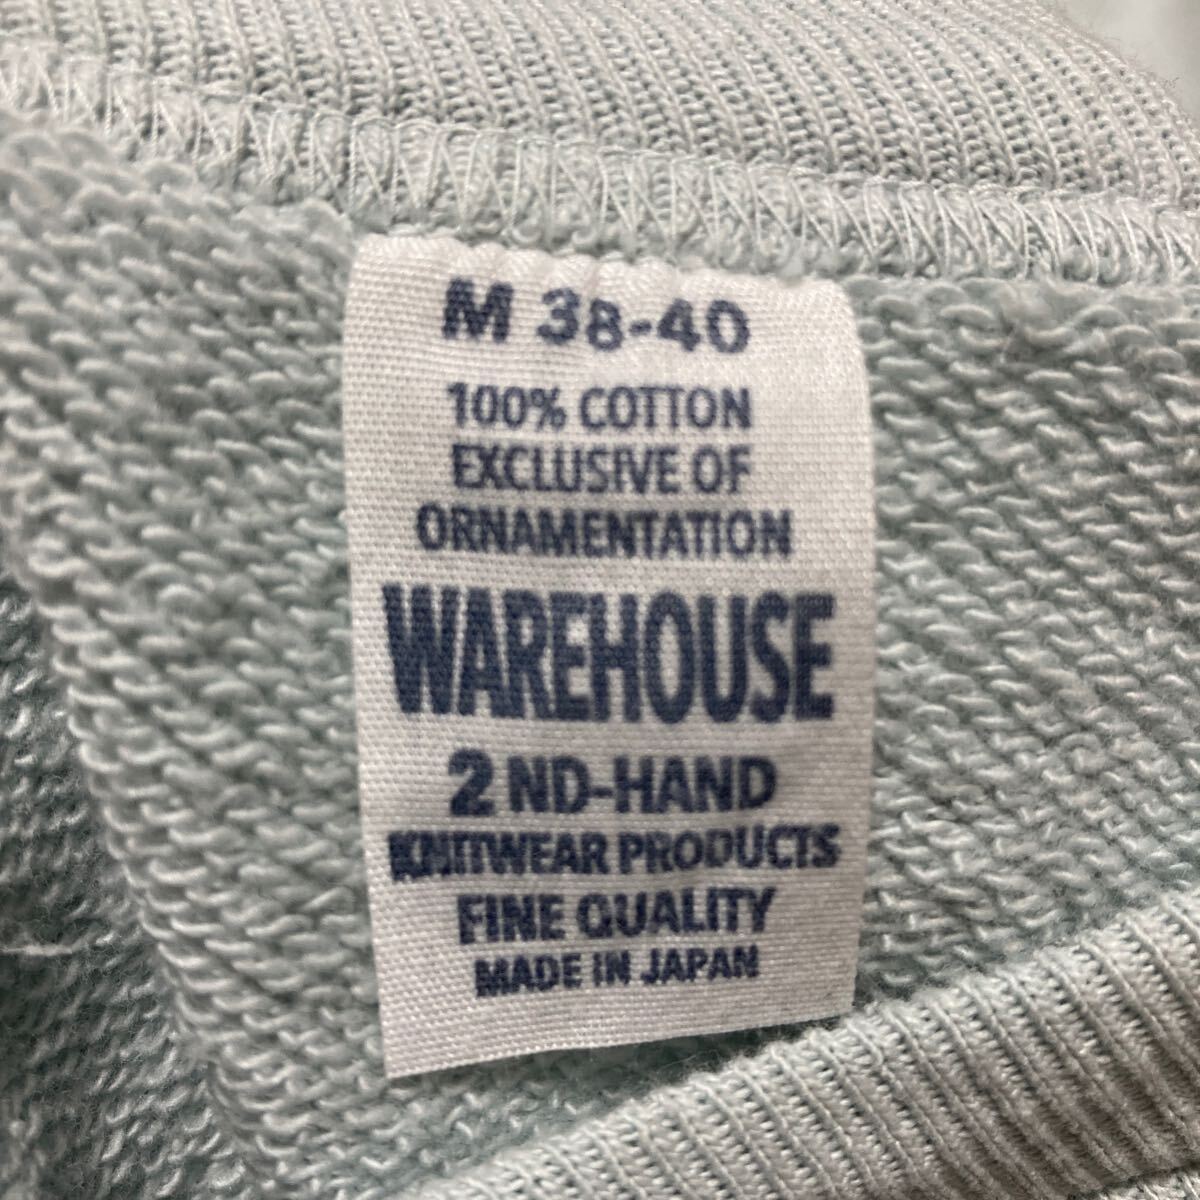 M 38-40
100% COTTON
EXCLUSIVE OF
ORNAMENTATION
WAREHOUSE
2 ND-HAND
KNITWEAR PRODUCTS
FINE QUALITY
MADE IN JAPAN